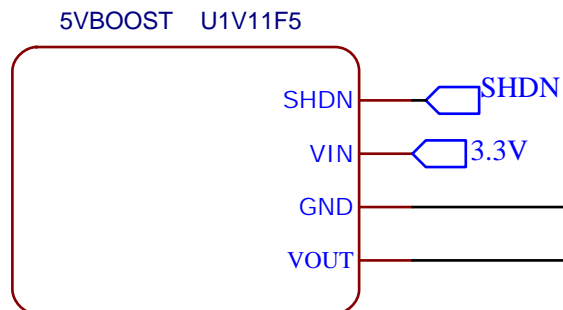 5VBOOST U1V11F5
SHDN SHDN
VIN 3.3V
GND
VOUT